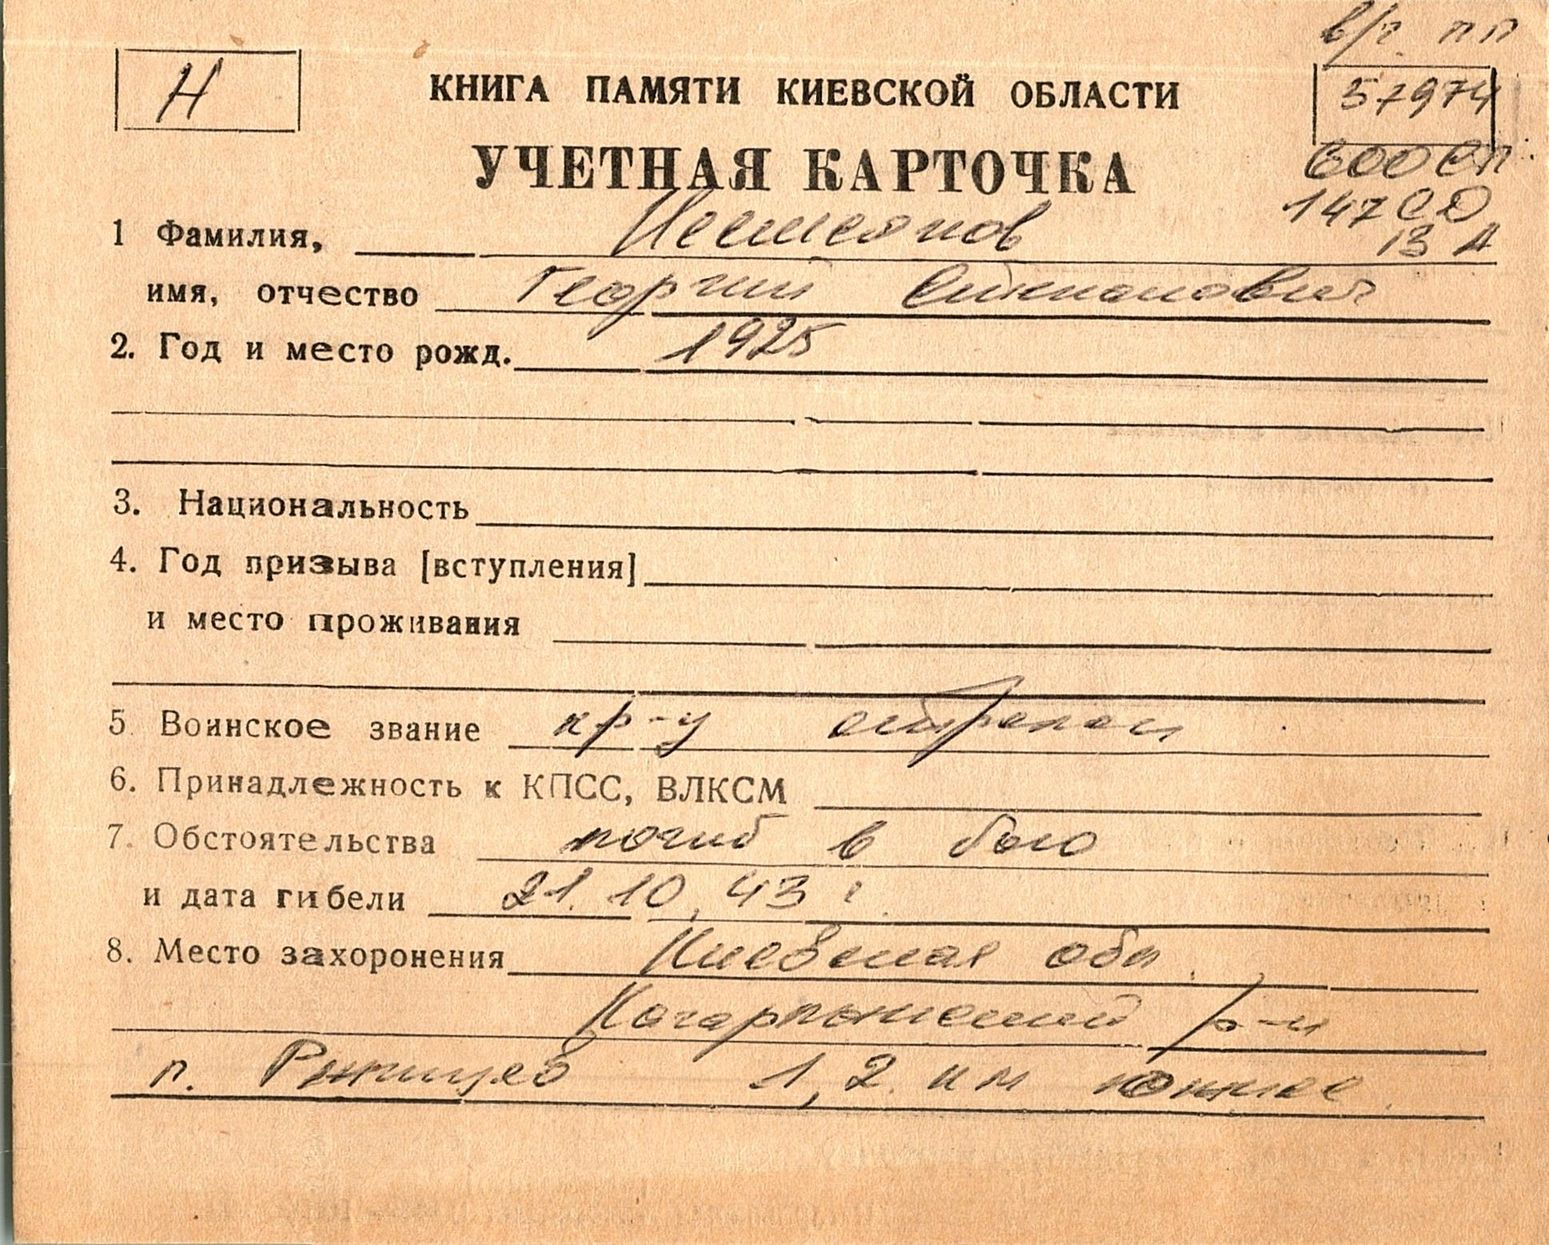 в/ч пп
Н
КНИГА ПАМЯТИ КИЕВСКОЙ ОБЛАСТИ
57974
УЧЕТНАЯ КАРТОЧКА
600 СП
147 СД
13 А
1 Фамилия, Несмеянов
имя, отчество Георгий Степанович
2. Год и место рожд. 1925
3. Национальность
4. Год призыва [вступления]
и место проживания
5 Воинское звание кр-ц стрелок
6. Принадлежность к КПСС, ВЛКСМ
7. Обстоятельства погиб в бою
и дата гибели 21.10.43 г.
8. Место захоронения Киевская обл.
Кагарлыкский р-н
п. Ржищев 1,2 км южнее